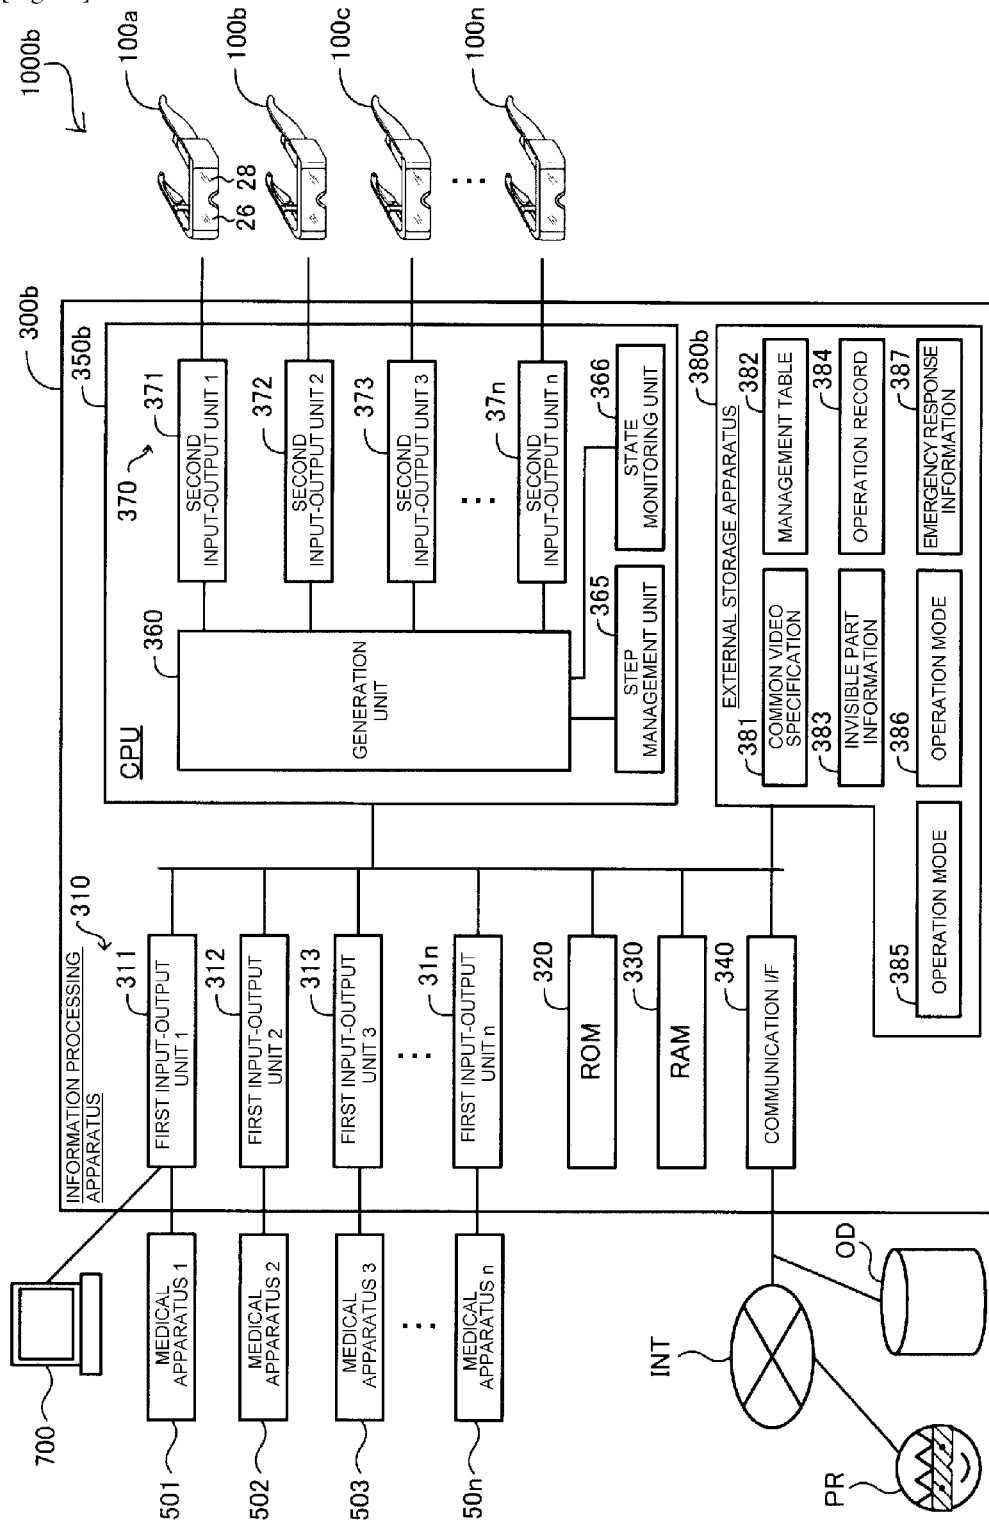 1000b
100a
100b
100c
100n
26
28
300b
350b
INFORMATION PROCESSING
APPARATUS
310
CPU
360
GENERATION
UNIT
370
371
SECOND
INPUT-OUTPUT UNIT 1
372
SECOND
INPUT-OUTPUT UNIT 2
373
SECOND
INPUT-OUTPUT UNIT 3
37n
SECOND
INPUT-OUTPUT UNIT n
365
STEP
MANAGEMENT UNIT
366
STATE
MONITORING UNIT
700
501
MEDICAL
APPARATUS 1
502
MEDICAL
APPARATUS 2
503
MEDICAL
APPARATUS 3
50n
MEDICAL
APPARATUS n
311
FIRST INPUT-OUTPUT
UNIT 1
312
FIRST INPUT-OUTPUT
UNIT 2
313
FIRST INPUT-OUTPUT
UNIT 3
31n
FIRST INPUT-OUTPUT
UNIT n
320
ROM
330
RAM
340
COMMUNICATION I/F
380b
EXTERNAL STORAGE APPARATUS
381
COMMON VIDEO
SPECIFICATION
382
MANAGEMENT TABLE
383
INVISIBLE PART
INFORMATION
384
OPERATION RECORD
385
OPERATION MODE
386
OPERATION MODE
387
EMERGENCY RESPONSE
INFORMATION
INT
OD
PR